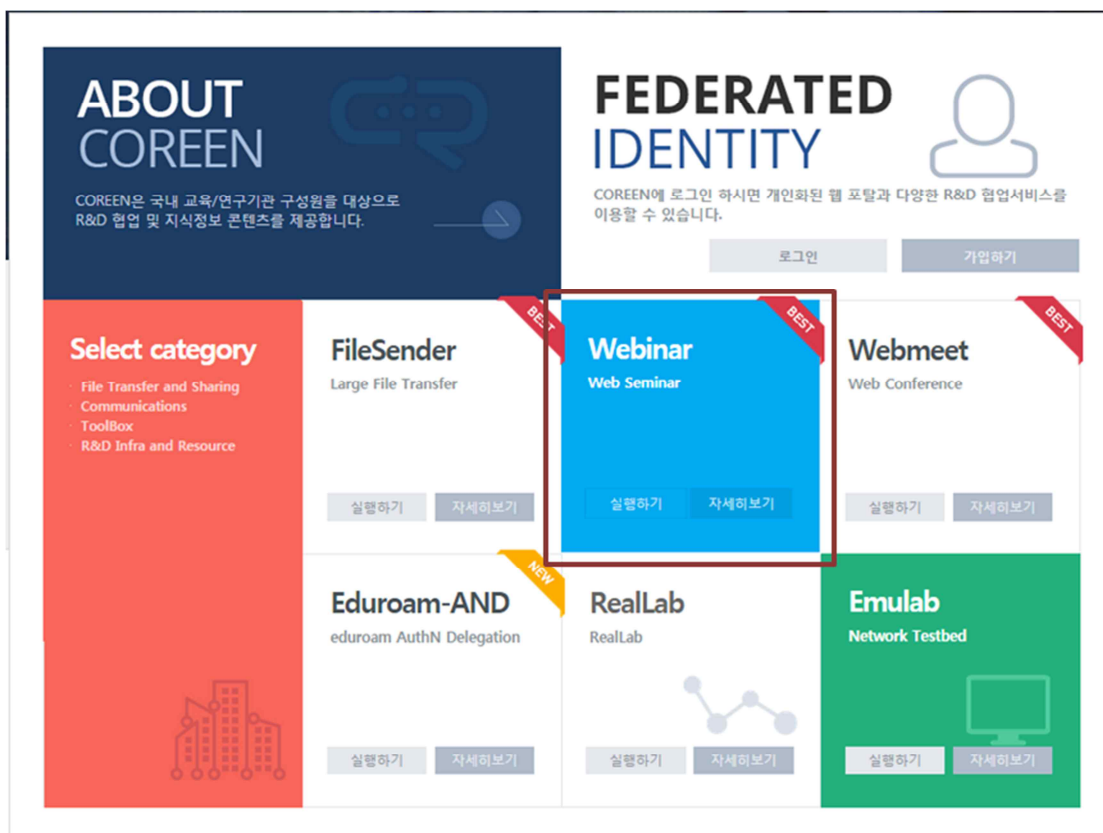 ABOUT
COREEN
COREEN은 국내 교육/연구기관 구성원을 대상으로
R&D 협업 및 지식정보 콘텐츠를 제공합니다.
FEDERATED
IDENTITY
COREEN에 로그인 하시면 개인화된 웹 포탈과 다양한 R&D 협업서비스를
이용할 수 있습니다.
로그인
가입하기
Select category
· File Transfer and Sharing
· Communications
· ToolBox
· R&D Infra and Resource
BEST
FileSender
Large File Transfer
실행하기
자세히보기
BEST
Webinar
Web Seminar
실행하기
자세히보기
BEST
Webmeet
Web Conference
실행하기
자세히보기
NEW
Eduroam-AND
eduroam AuthN Delegation
실행하기
자세히보기
RealLab
RealLab
실행하기
자세히보기
Emulab
Network Testbed
실행하기
자세히보기